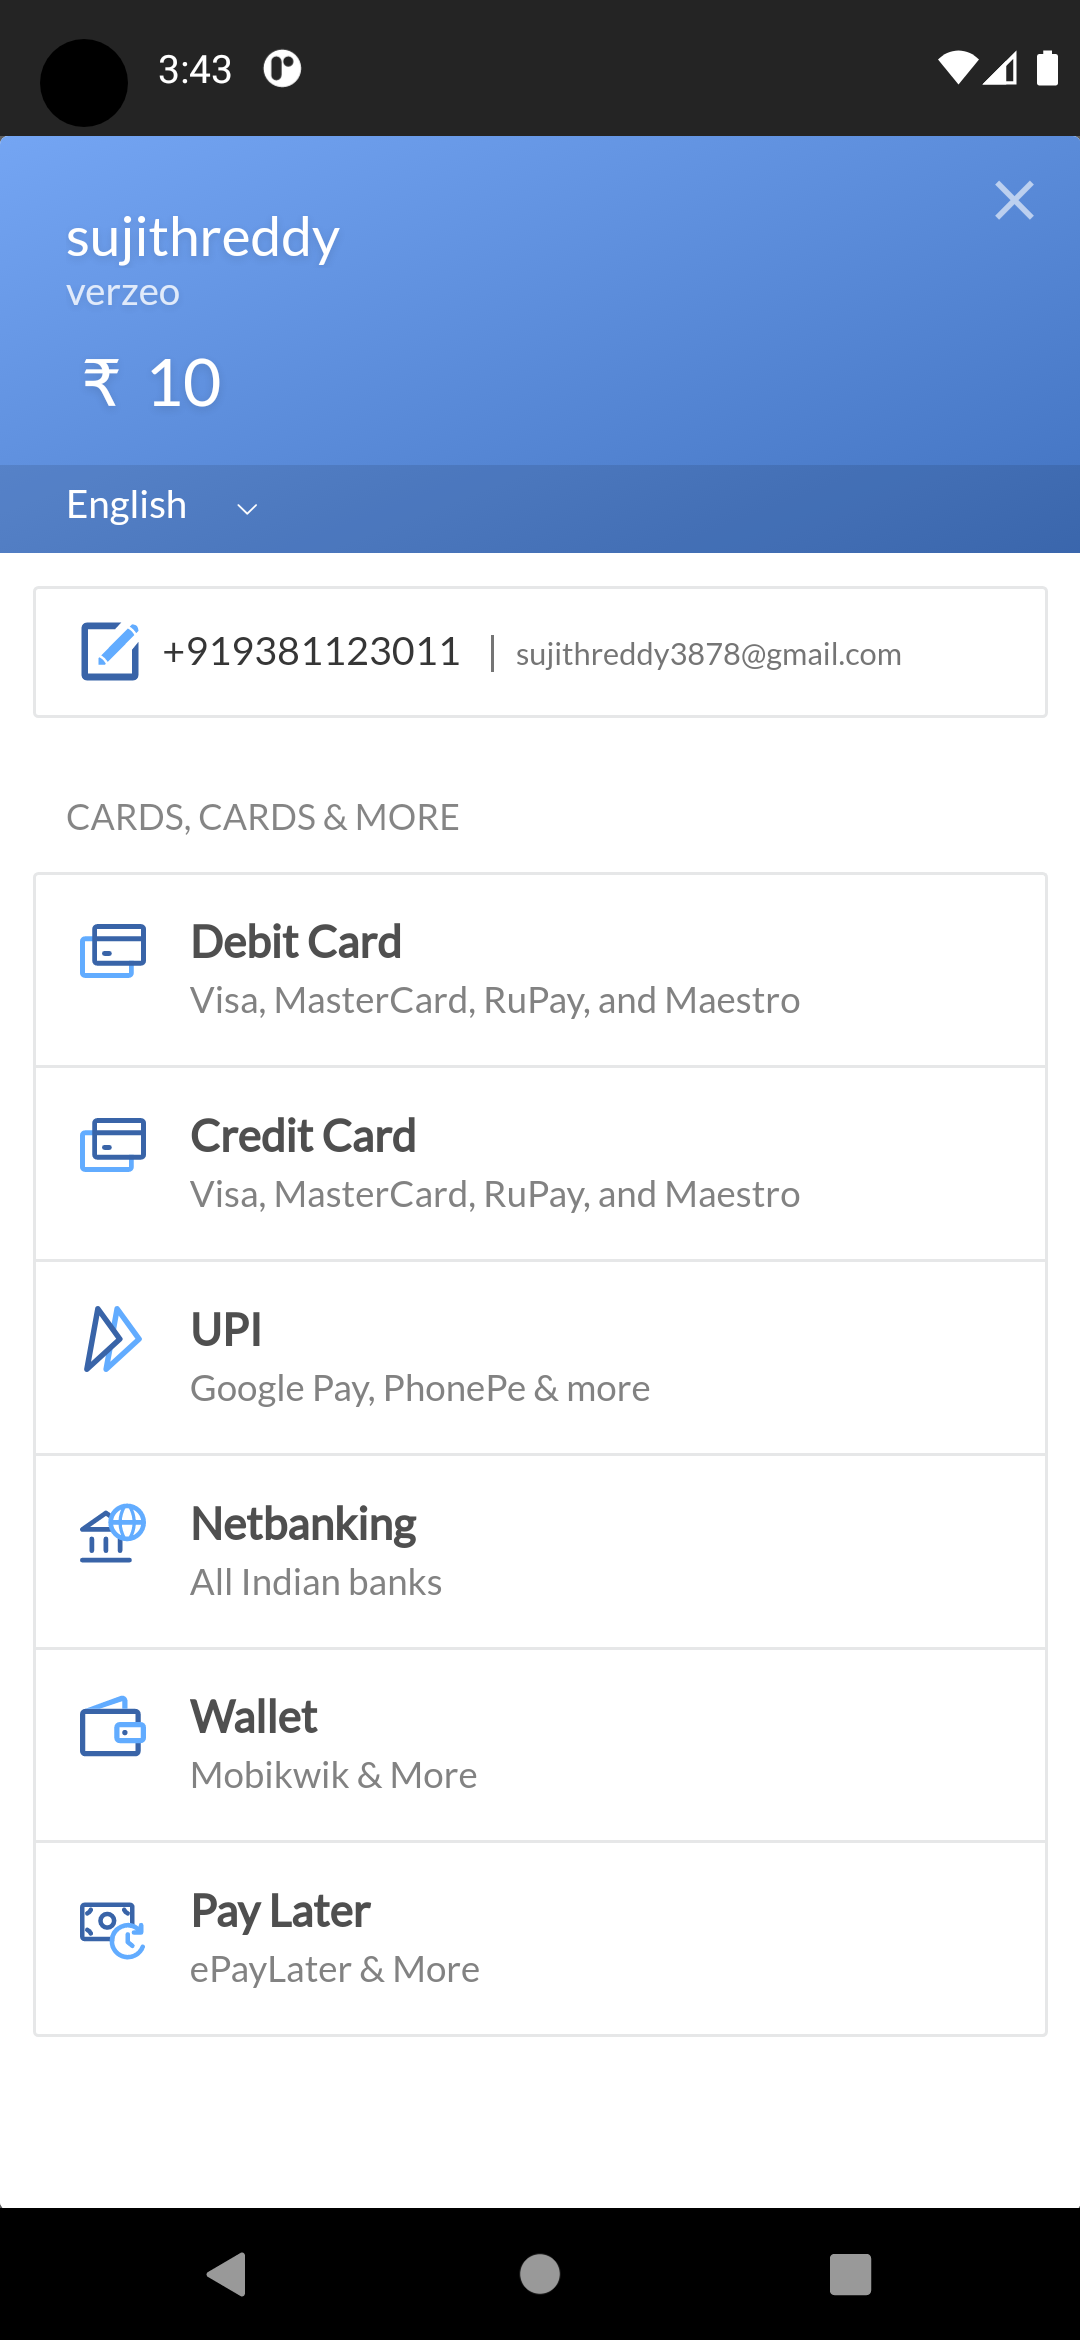 3:43
sujithreddy
verzeo
₹ 10
English
+919381123011 | sujithreddy3878@gmail.com
CARDS, CARDS & MORE
Debit Card
Visa, MasterCard, RuPay, and Maestro
Credit Card
Visa, MasterCard, RuPay, and Maestro
UPI
Google Pay, PhonePe & more
Netbanking
All Indian banks
Wallet
Mobikwik & More
Pay Later
ePayLater & More